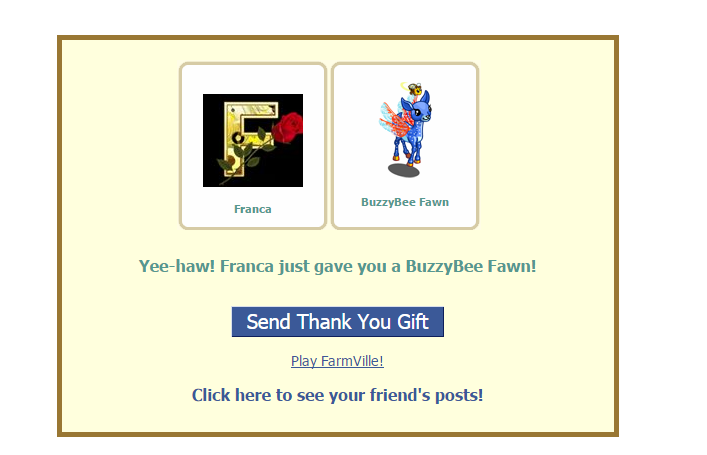 F
Franca
BuzzyBee Fawn
Yee-haw! Franca just gave you a BuzzyBee Fawn!
Send Thank You Gift
Play FarmVille!
Click here to see your friend's posts!